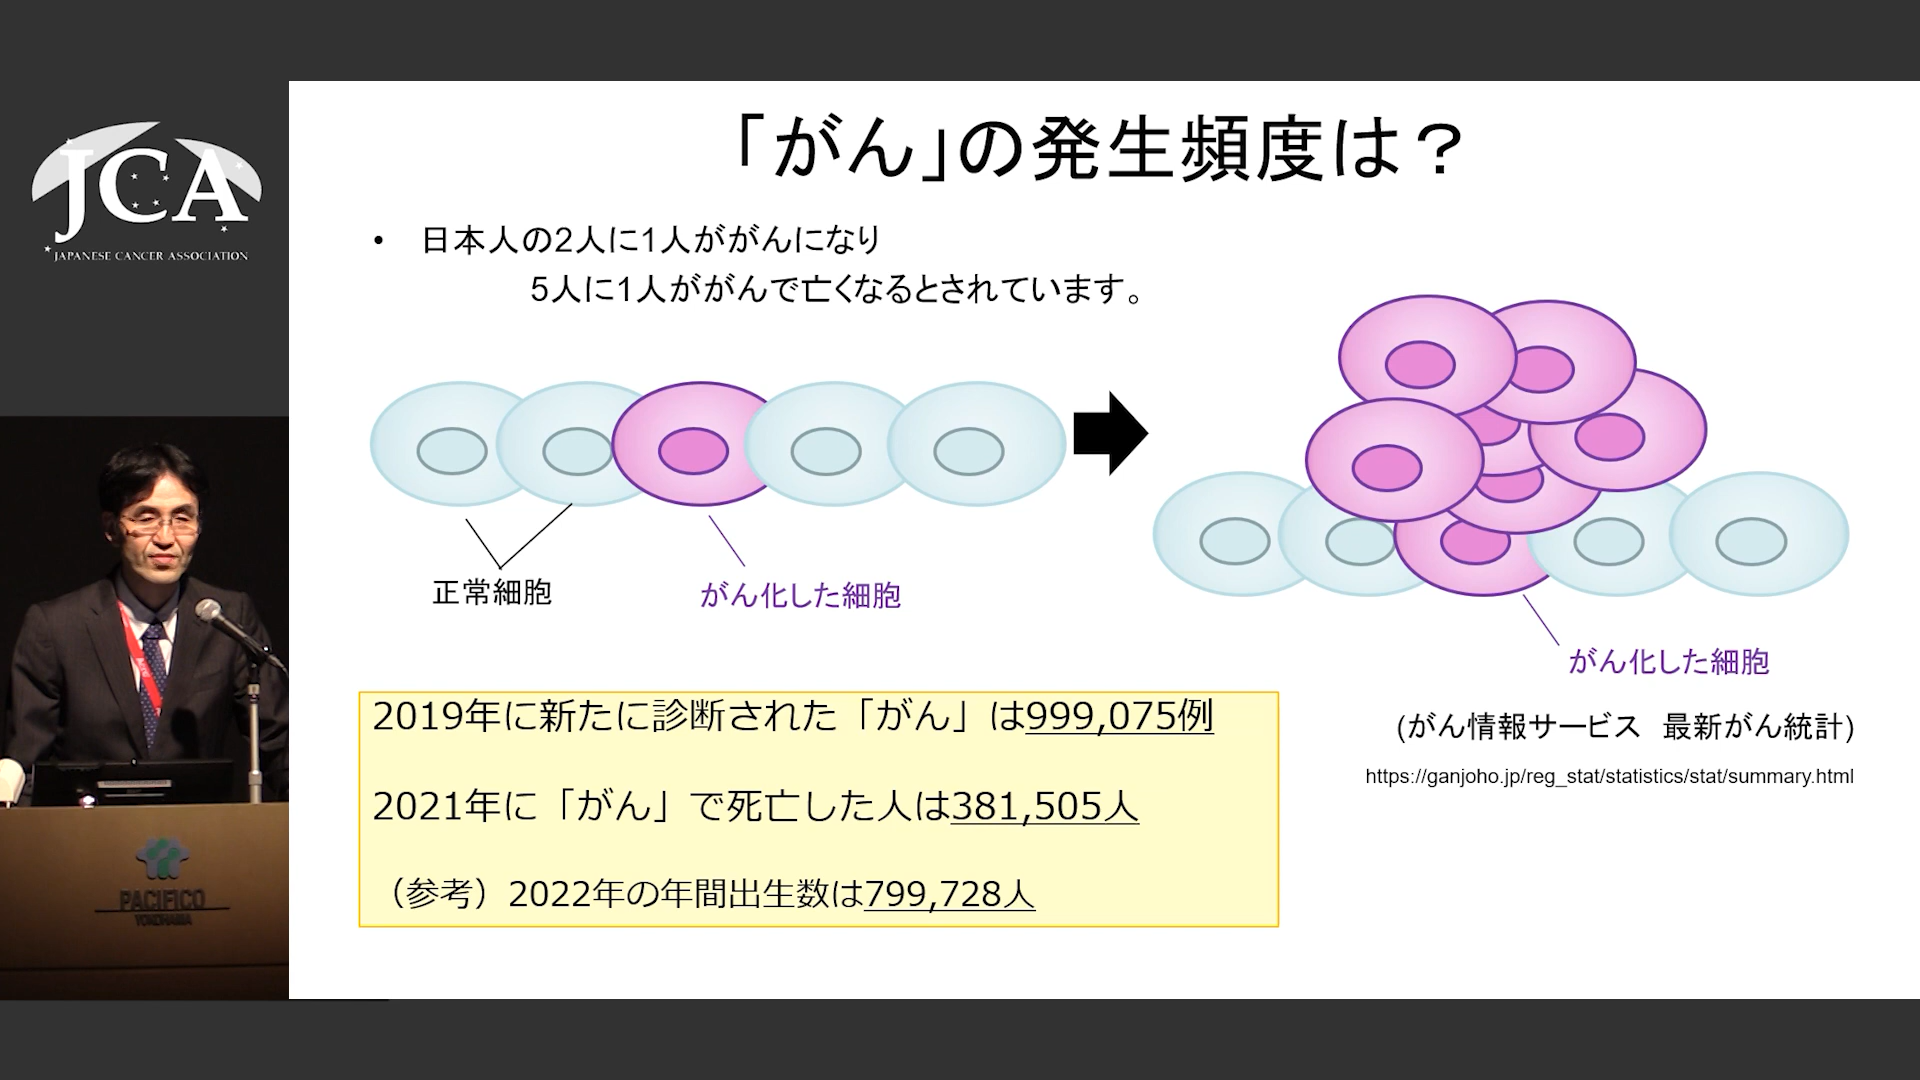 JCA
JAPANESE CANCER ASSOCIATION
「がん」の発生頻度は？
• 日本人の2人に1人ががんになり
5人に1人ががんで亡くなるとされています。
正常細胞
がん化した細胞
がん化した細胞
2019年に新たに診断された「がん」は999,075例
2021年に「がん」で死亡した人は381,505人
（参考）2022年の年間出生数は799,728人
(がん情報サービス　最新がん統計)
https://ganjoho.jp/reg_stat/statistics/stat/summary.html
PACIFICO
YOKOHAMA